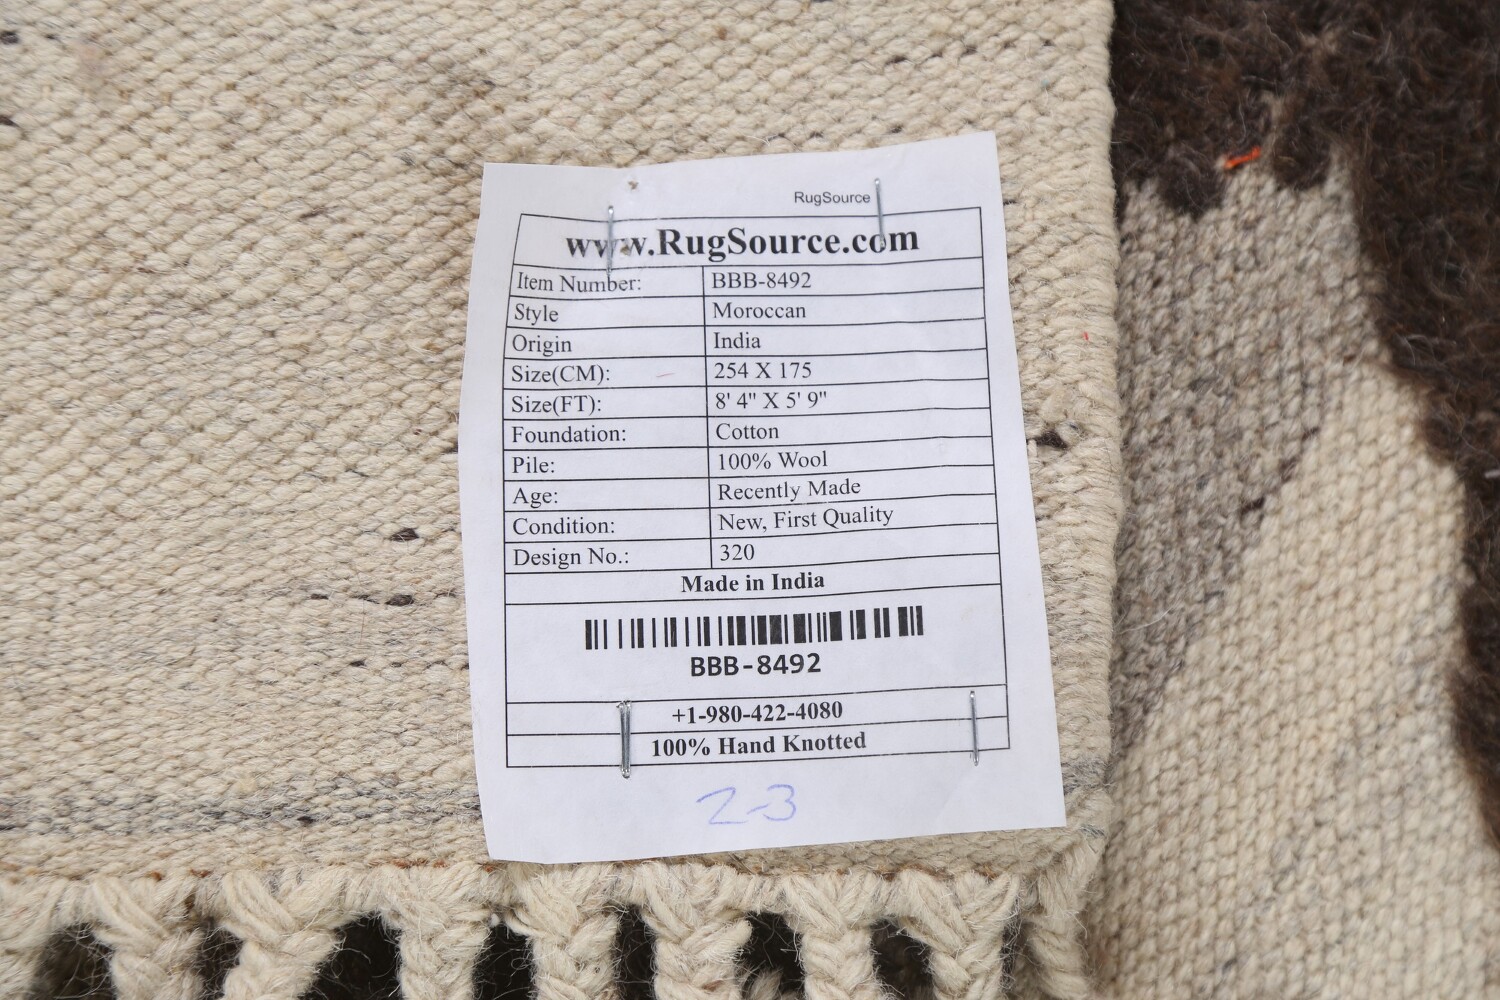 RugSource
www.RugSource.com
Item Number: BBB-8492
Style Moroccan
Origin India
Size(CM): 254 X 175
Size(FT): 8' 4" X 5' 9"
Foundation: Cotton
Pile: 100% Wool
Age: Recently Made
Condition: New, First Quality
Design No.: 320
Made in India
BBB-8492
+1-980-422-4080
100% Hand Knotted
2-3